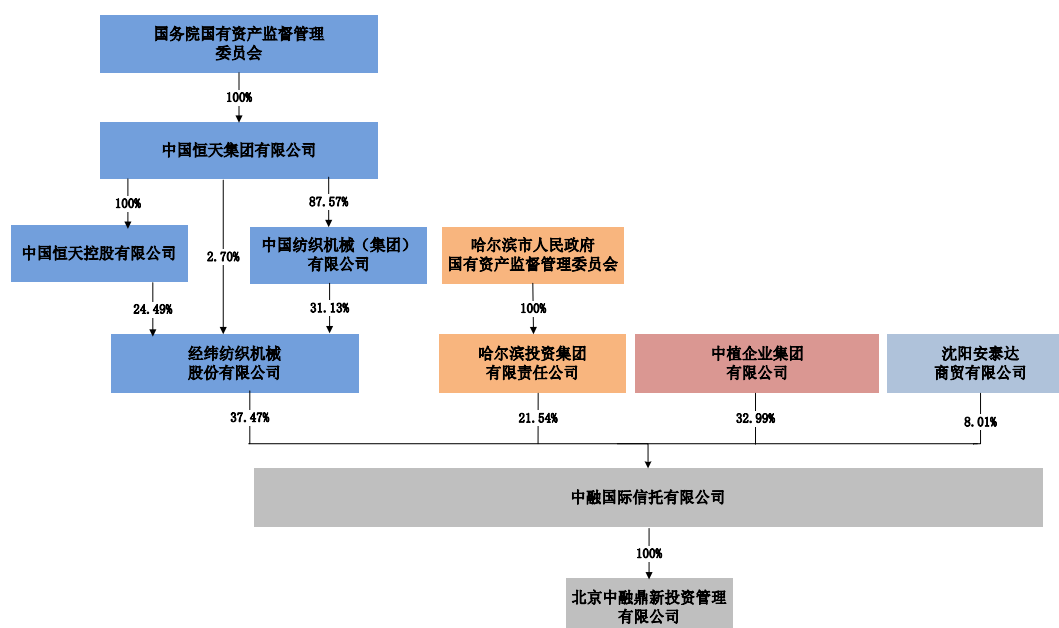 国务院国有资产监督管理
委员会
100%
中国恒天集团有限公司
100%
2.70%
87.57%
中国恒天控股有限公司
中国纺织机械（集团）
有限公司
哈尔滨市人民政府
国有资产监督管理委员会
24.49%
31.13%
100%
经纬纺织机械
股份有限公司
哈尔滨投资集团
有限责任公司
中植企业集团
有限公司
沈阳安泰达
商贸有限公司
37.47%
21.54%
32.99%
8.01%
中融国际信托有限公司
100%
北京中融鼎新投资管理
有限公司